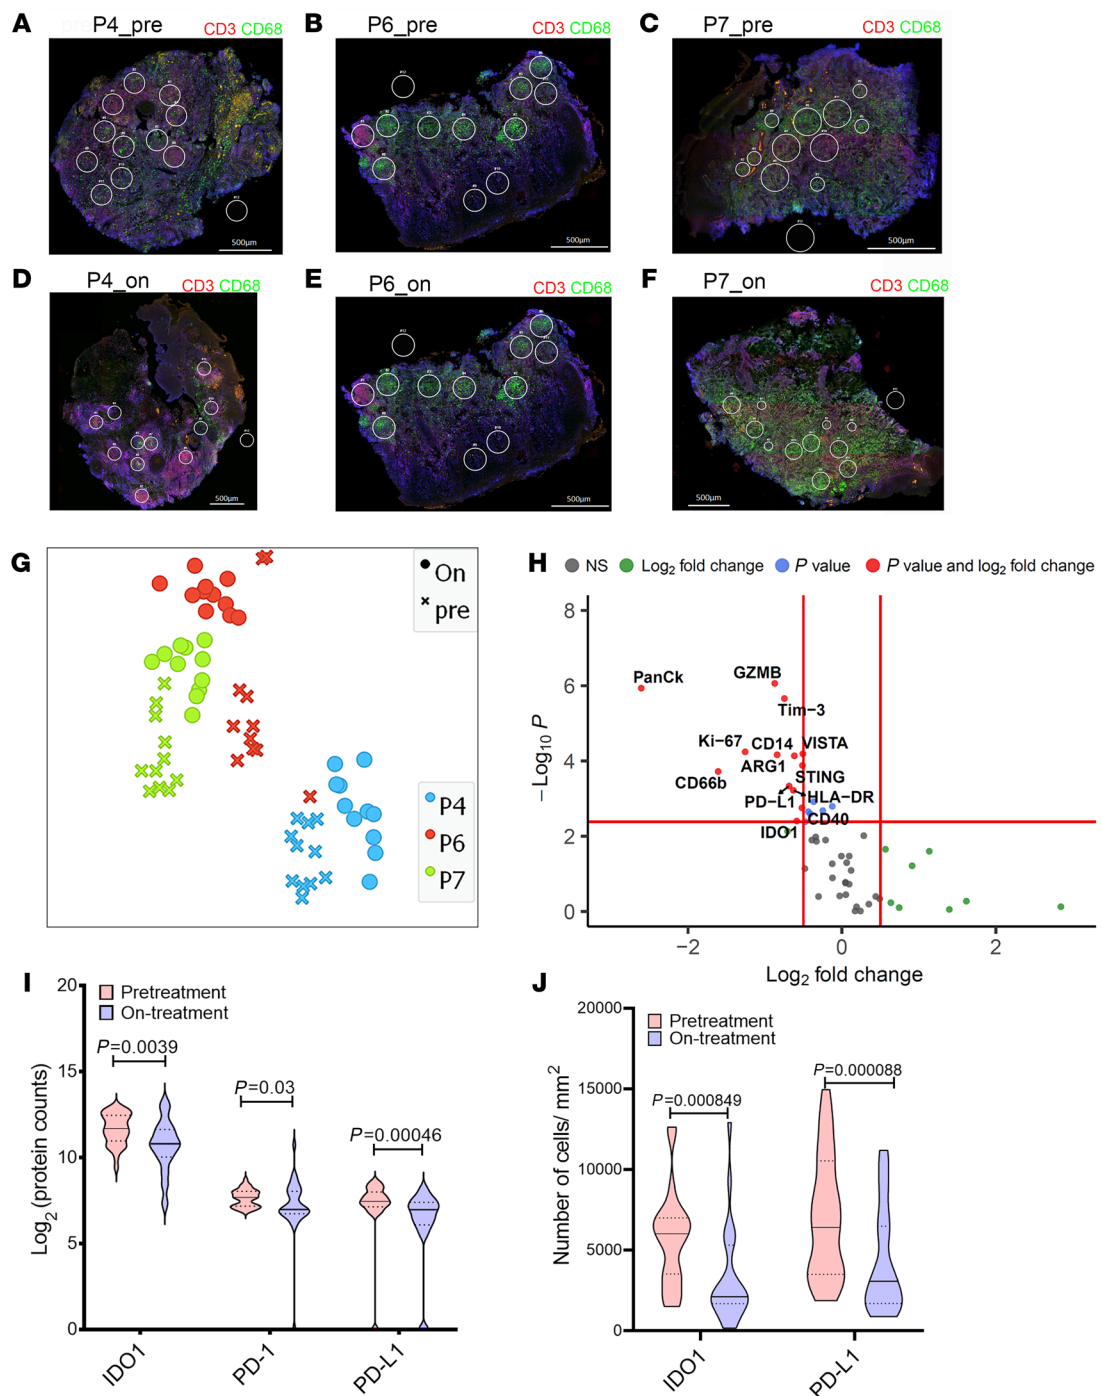 A P4_pre CD3 CD68
500µm
B P6_pre CD3 CD68
500µm
C P7_pre CD3 CD68
500µm
D P4_on CD3 CD68
500µm
E P6_on CD3 CD68
500µm
F P7_on CD3 CD68
500µm
G
On
pre
P4
P6
P7
H
NS Log2 fold change P value P value and log2 fold change
−Log10 P
8
6
4
2
0
PanCk
GZMB
Tim−3
Ki−67
CD14
VISTA
ARG1
CD66b
STING
PD−L1
HLA−DR
CD40
IDO1
−2 0 2
Log2 fold change
I
Pretreatment
On-treatment
Log2 (protein counts)
20
15
10
5
0
P=0.0039
P=0.03
P=0.00046
IDO1
PD-1
PD-L1
J
Pretreatment
On-treatment
Number of cells/ mm2
20000
15000
10000
5000
0
P=0.000849
P=0.000088
IDO1
PD-L1